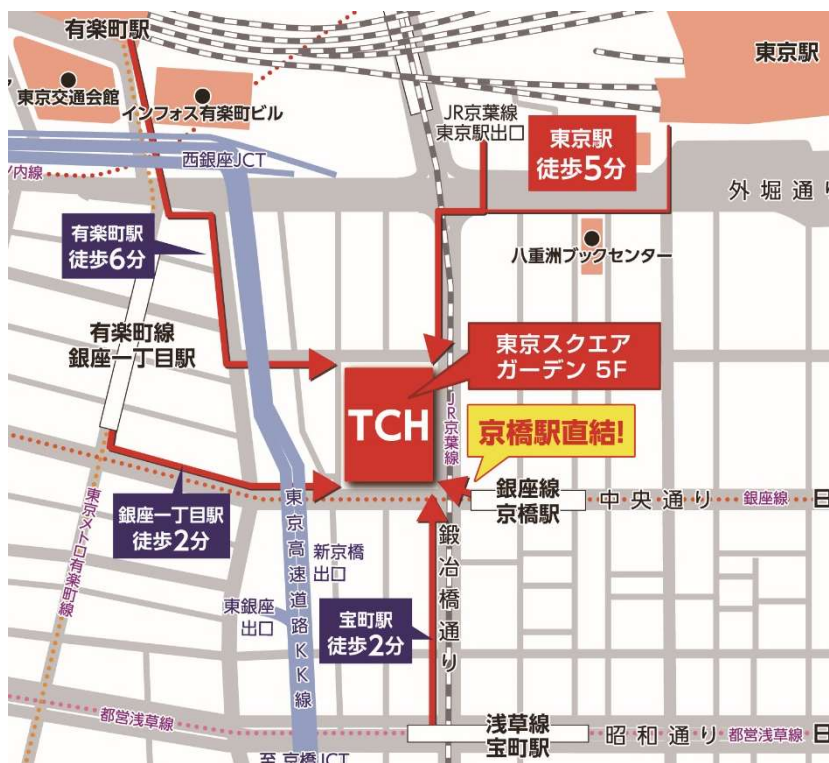 有楽町駅
東京駅
東京交通会館
インフォス有楽町ビル
JR京葉線
東京駅出口
東京駅
徒歩5分
西銀座JCT
ノ内線
外堀通り
有楽町駅
徒歩6分
八重洲ブックセンター
有楽町線
銀座一丁目駅
東京スクエア
ガーデン 5F
TCH
JR京葉線
京橋駅直結!
銀座線
京橋駅
中央通り
銀座線
日
銀座一丁目駅
徒歩2分
東京メトロ有楽町線
東京高速道路KK線
新京橋
出口
鍛冶橋通り
東銀座
出口
宝町駅
徒歩2分
都営浅草線
浅草線
宝町駅
昭和通り
都営浅草線
日
至 京橋JCT